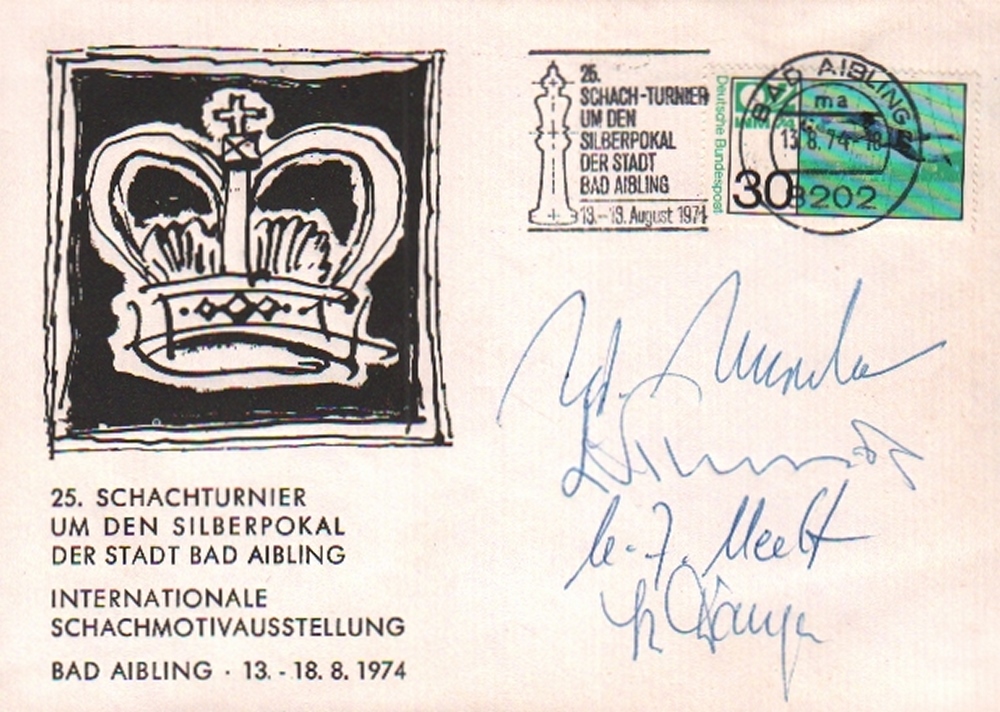 25.
SCHACH-TURNIER
UM DEN
SILBERPOKAL
DER STADT
BAD AIBLING
13.-18. August 1974
Deutsche Bundespost
30
BAD AIBLING
ma
13.8.74-18
8202
25. SCHACHTURNIER
UM DEN SILBERPOKAL
DER STADT BAD AIBLING
INTERNATIONALE
SCHACHMOTIVAUSSTELLUNG
BAD AIBLING · 13. - 18. 8. 1974